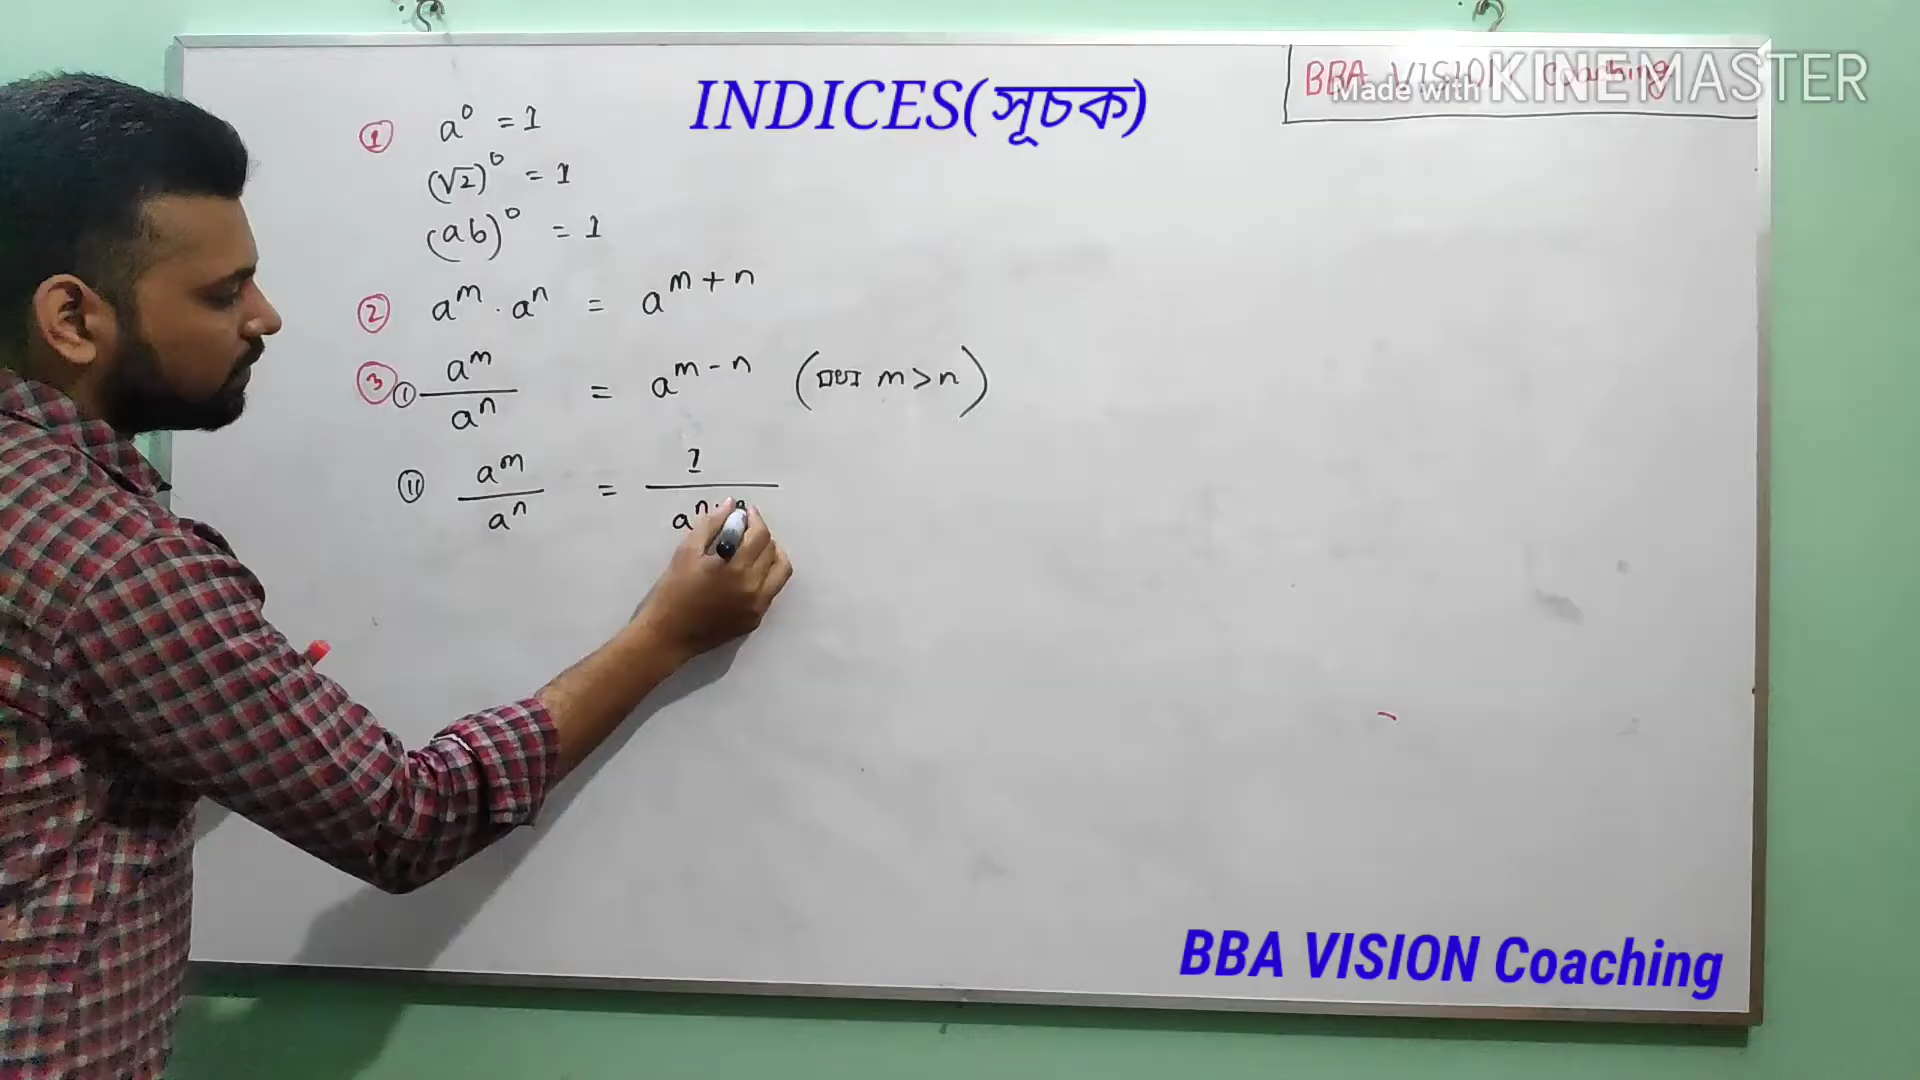 INDICES(সূচক)
BBA VISION Coaching
Made with KINEMASTER
① a⁰ = 1
(√2)⁰ = 1
(ab)⁰ = 1
② aᵐ · aⁿ = aᵐ⁺ⁿ
③ ⓘ aᵐ/aⁿ = aᵐ⁻ⁿ ( m > n)
ⓘⓘ aᵐ/aⁿ = 1/aⁿ
BBA VISION Coaching